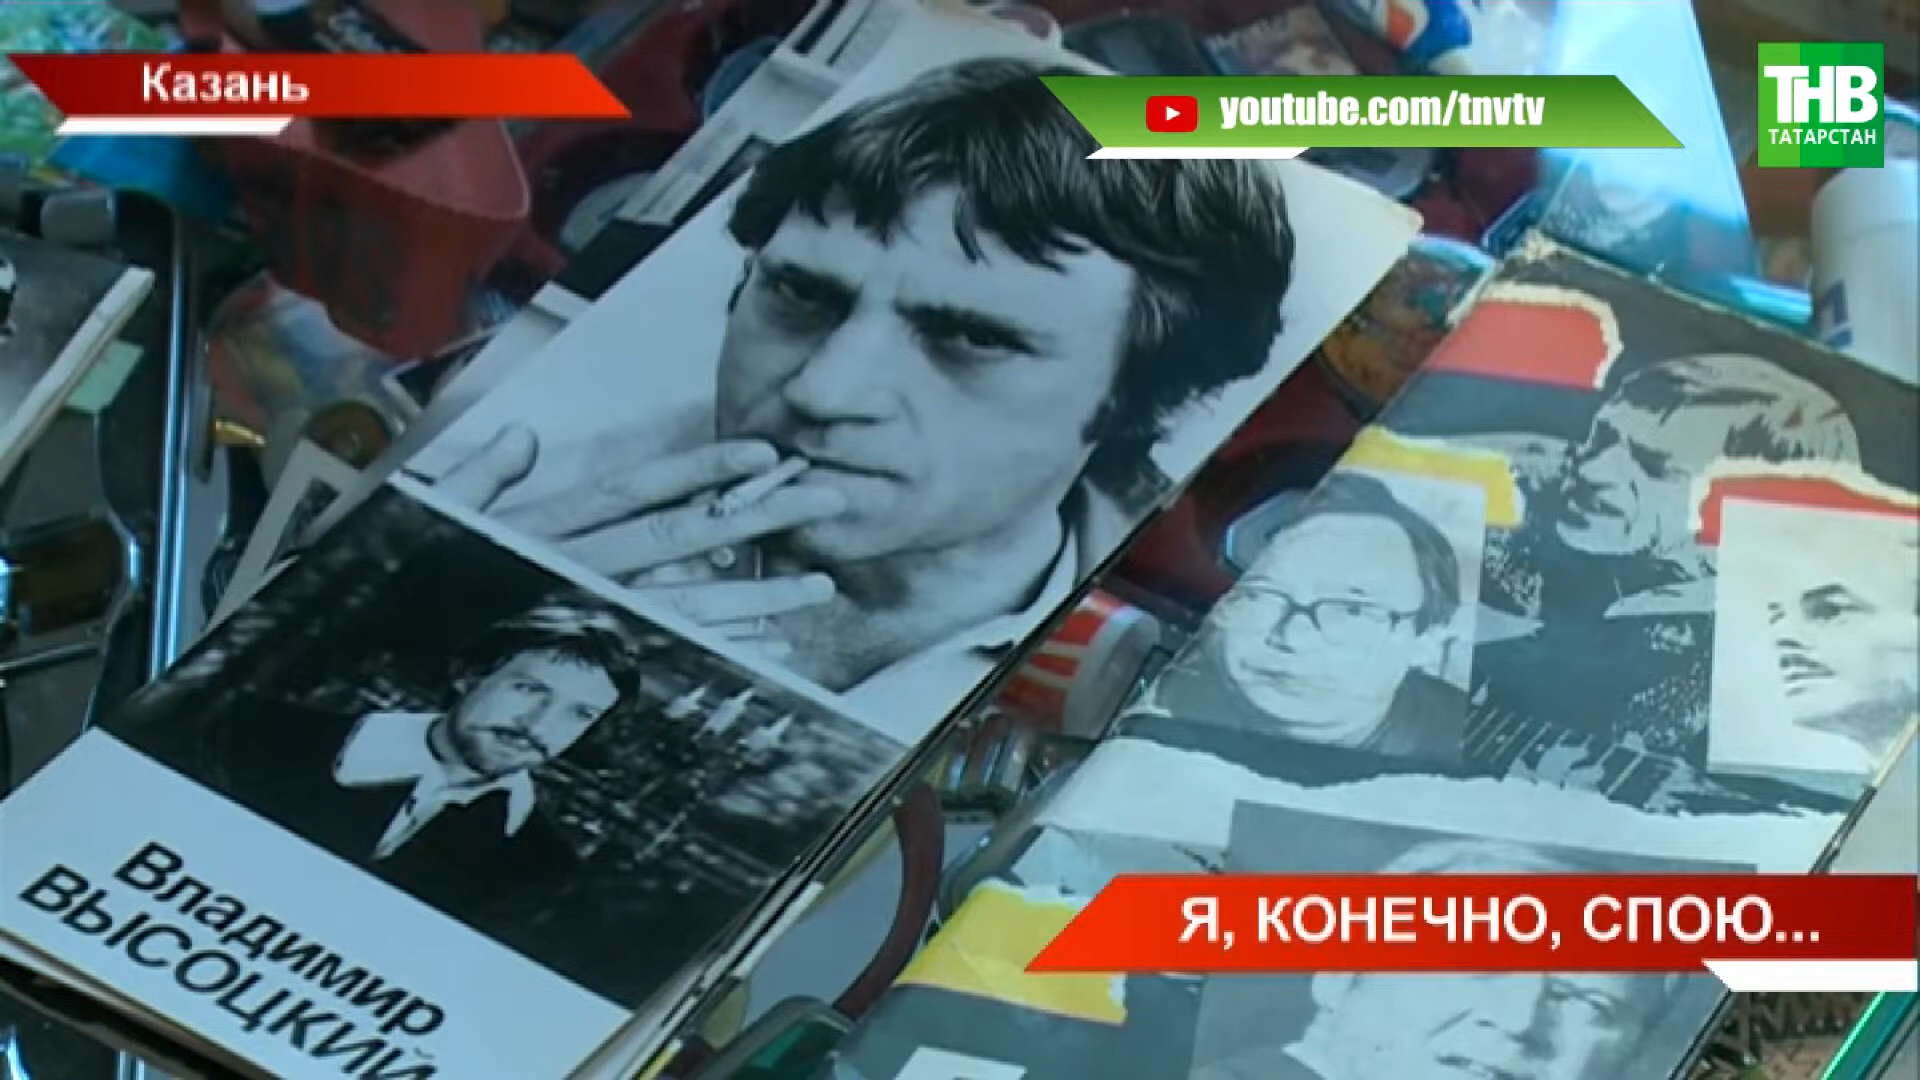 Казань
youtube.com/tnvtv
ТНВ
ТАТАРСТАН
Владимир
ВЫСОЦКИЙ
Я, КОНЕЧНО, СПОЮ...